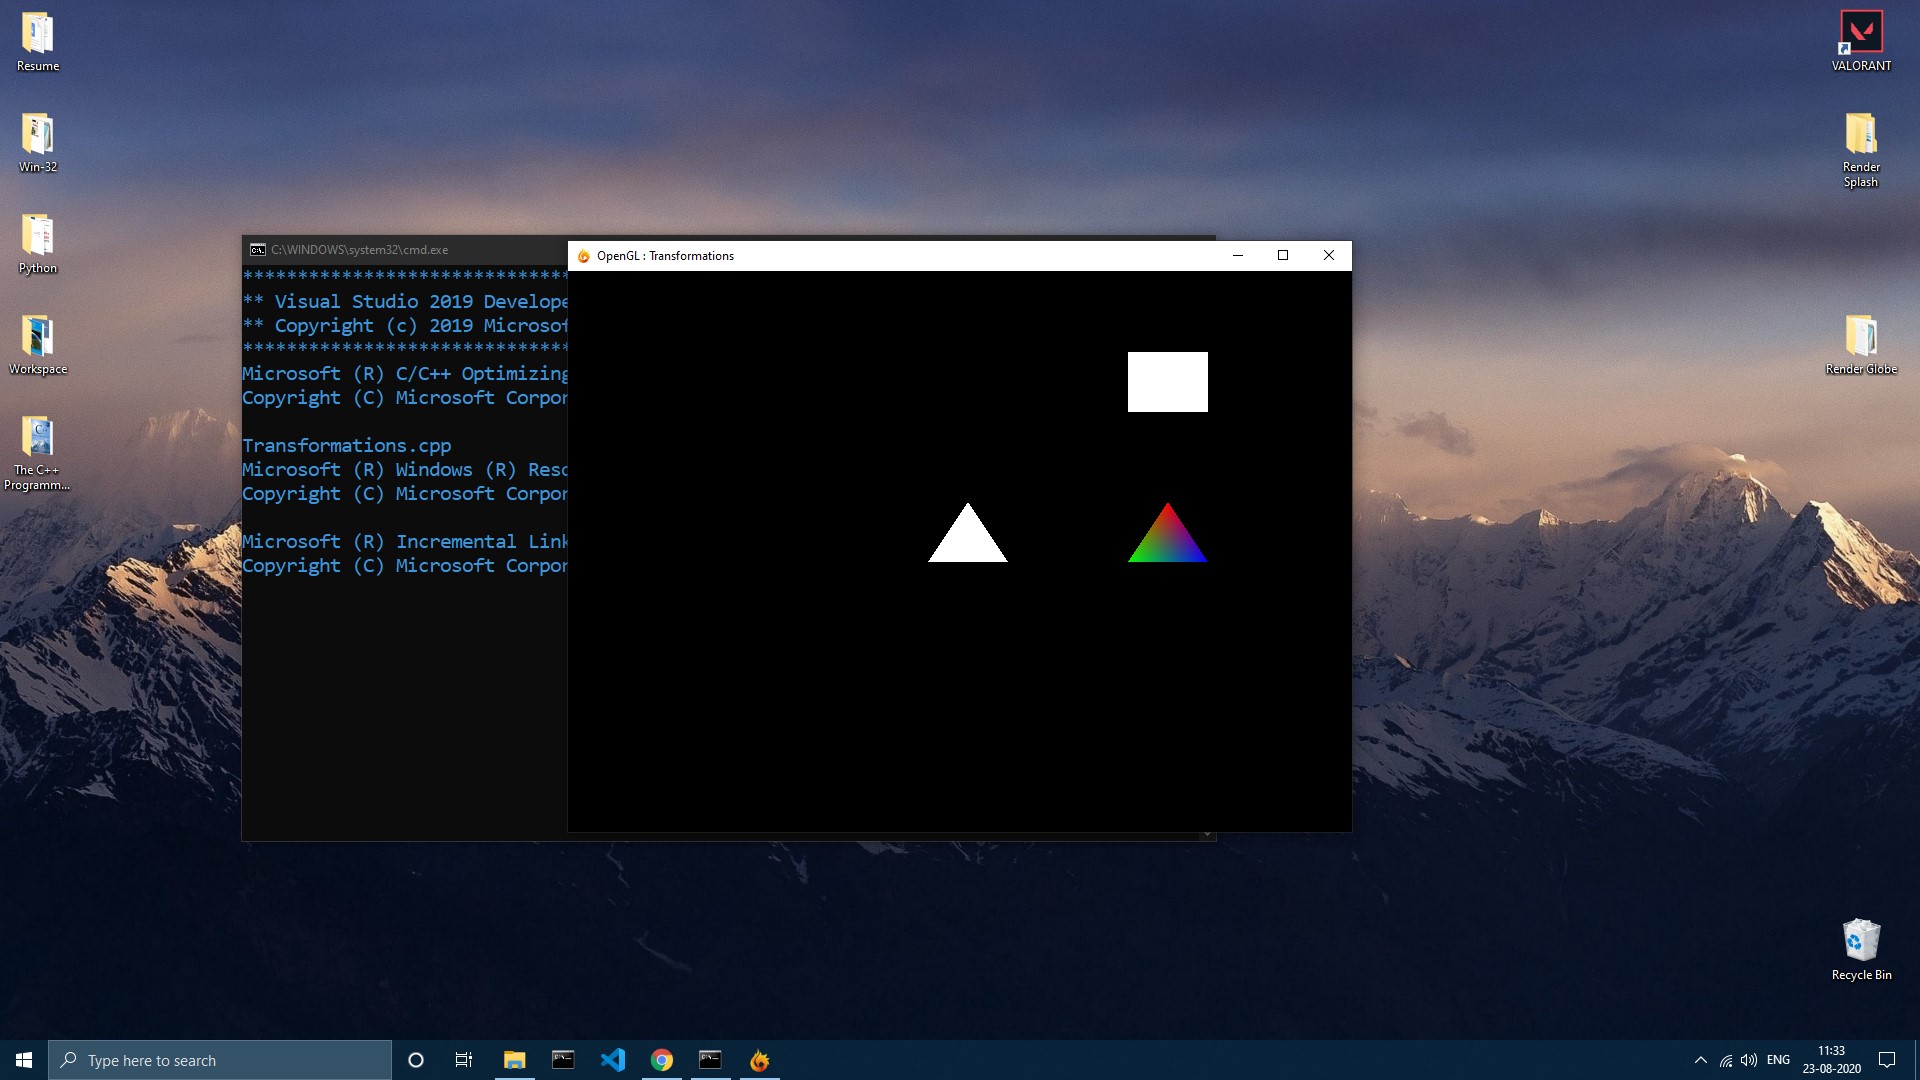 Resume
Win-32
Python
Workspace
The C++
Programm...
VALORANT
Render
Splash
Render Globe
Recycle Bin
C:\WINDOWS\system32\cmd.exe
******************************
** Visual Studio 2019 Develope
** Copyright (c) 2019 Microsof
******************************
Microsoft (R) C/C++ Optimizing
Copyright (C) Microsoft Corpor
Transformations.cpp
Microsoft (R) Windows (R) Reso
Copyright (C) Microsoft Corpor
Microsoft (R) Incremental Link
Copyright (C) Microsoft Corpor
OpenGL : Transformations
Type here to search
ENG
11:33
23-08-2020